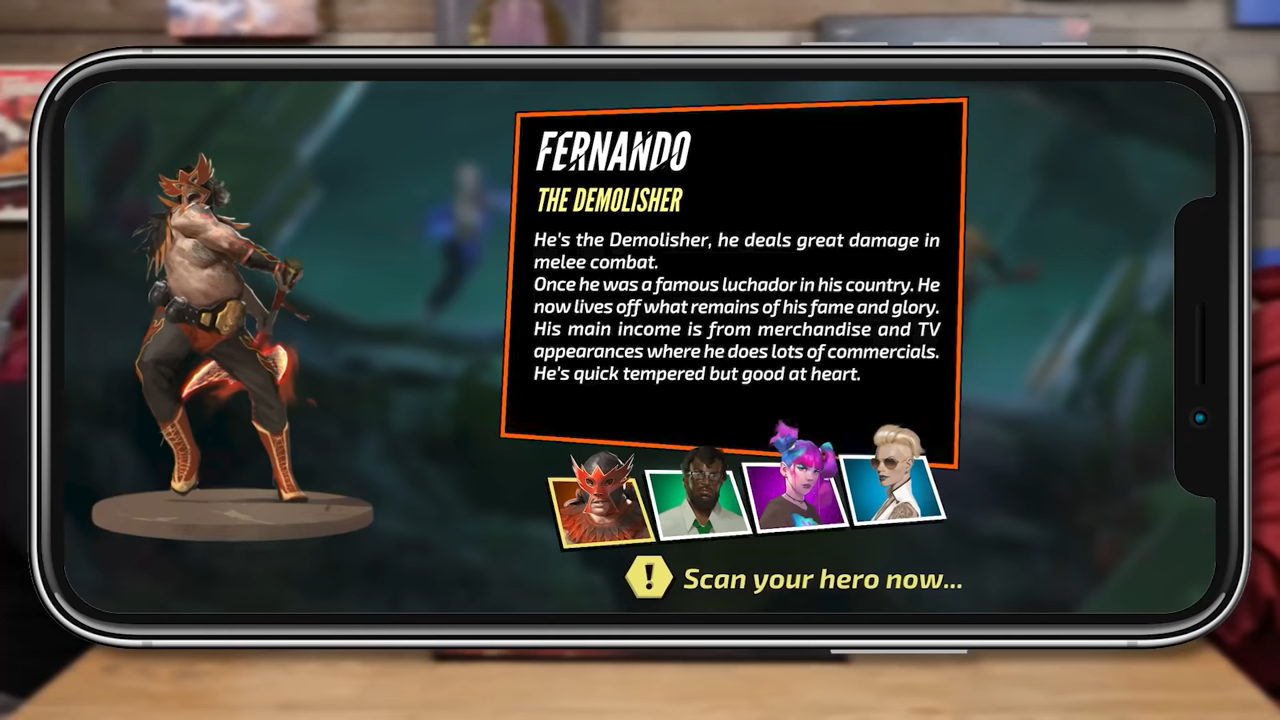 FERNANDO
THE DEMOLISHER
He's the Demolisher, he deals great damage in
melee combat.
Once he was a famous luchador in his country. He
now lives off what remains of his fame and glory.
His main income is from merchandise and TV
appearances where he does lots of commercials.
He's quick tempered but good at heart.
! Scan your hero now...